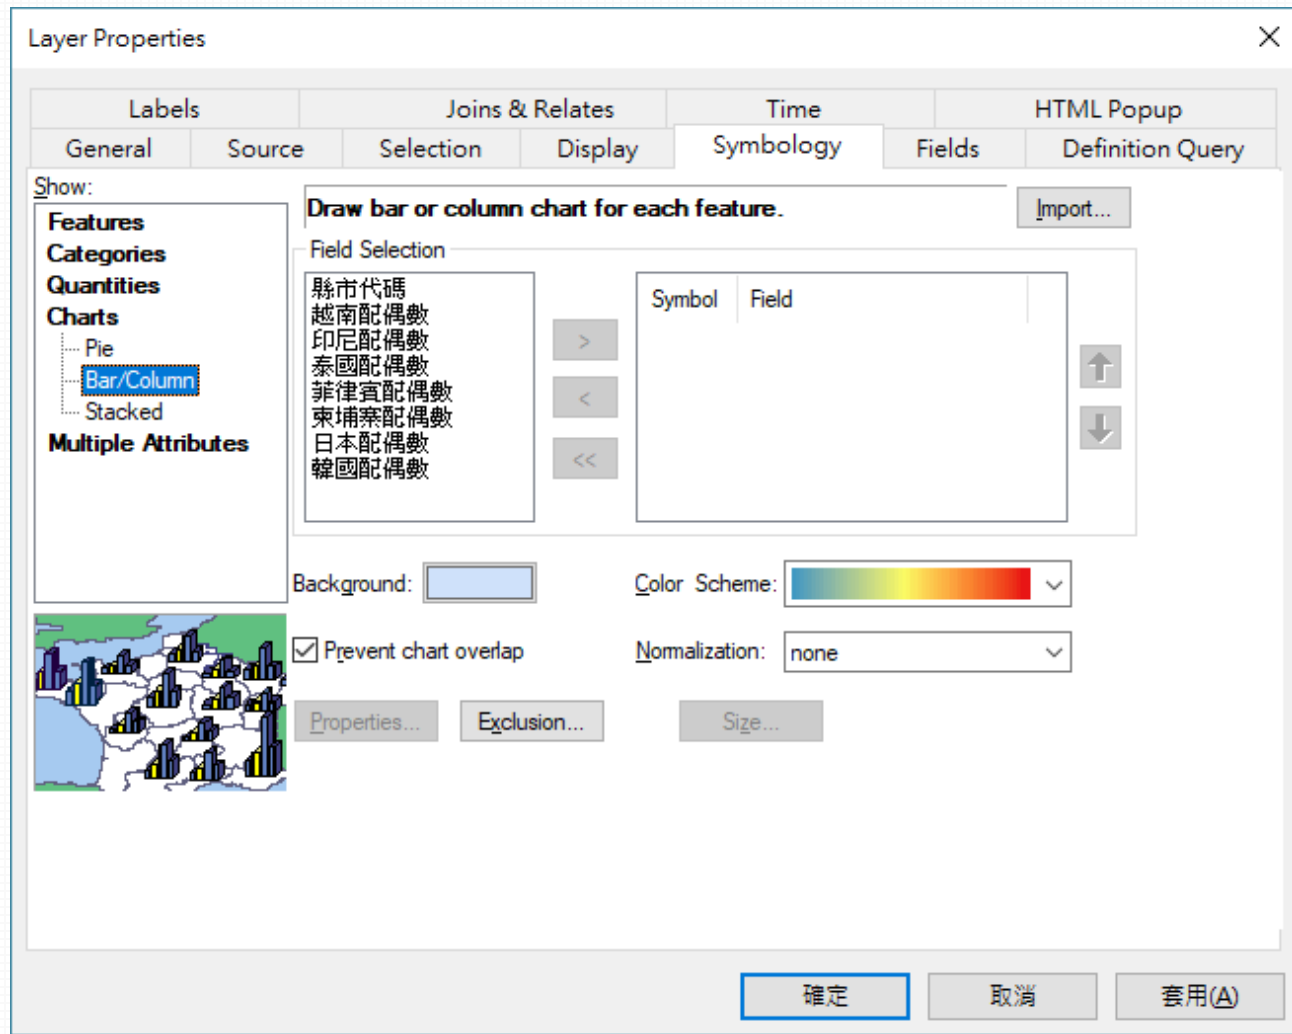 Layer Properties
Labels Joins & Relates Time HTML Popup
General Source Selection Display Symbology Fields Definition Query
Show:
Features
Categories
Quantities
Charts
Pie
Bar/Column
Stacked
Multiple Attributes
Draw bar or column chart for each feature.
Import...
Field Selection
縣市代碼
越南配偶數
印尼配偶數
泰國配偶數
菲律賓配偶數
柬埔寨配偶數
日本配偶數
韓國配偶數
>
<
<<
Symbol Field
Background:
Color Scheme:
Prevent chart overlap
Normalization: none
Properties... Exclusion... Size...
確定 取消 套用(A)